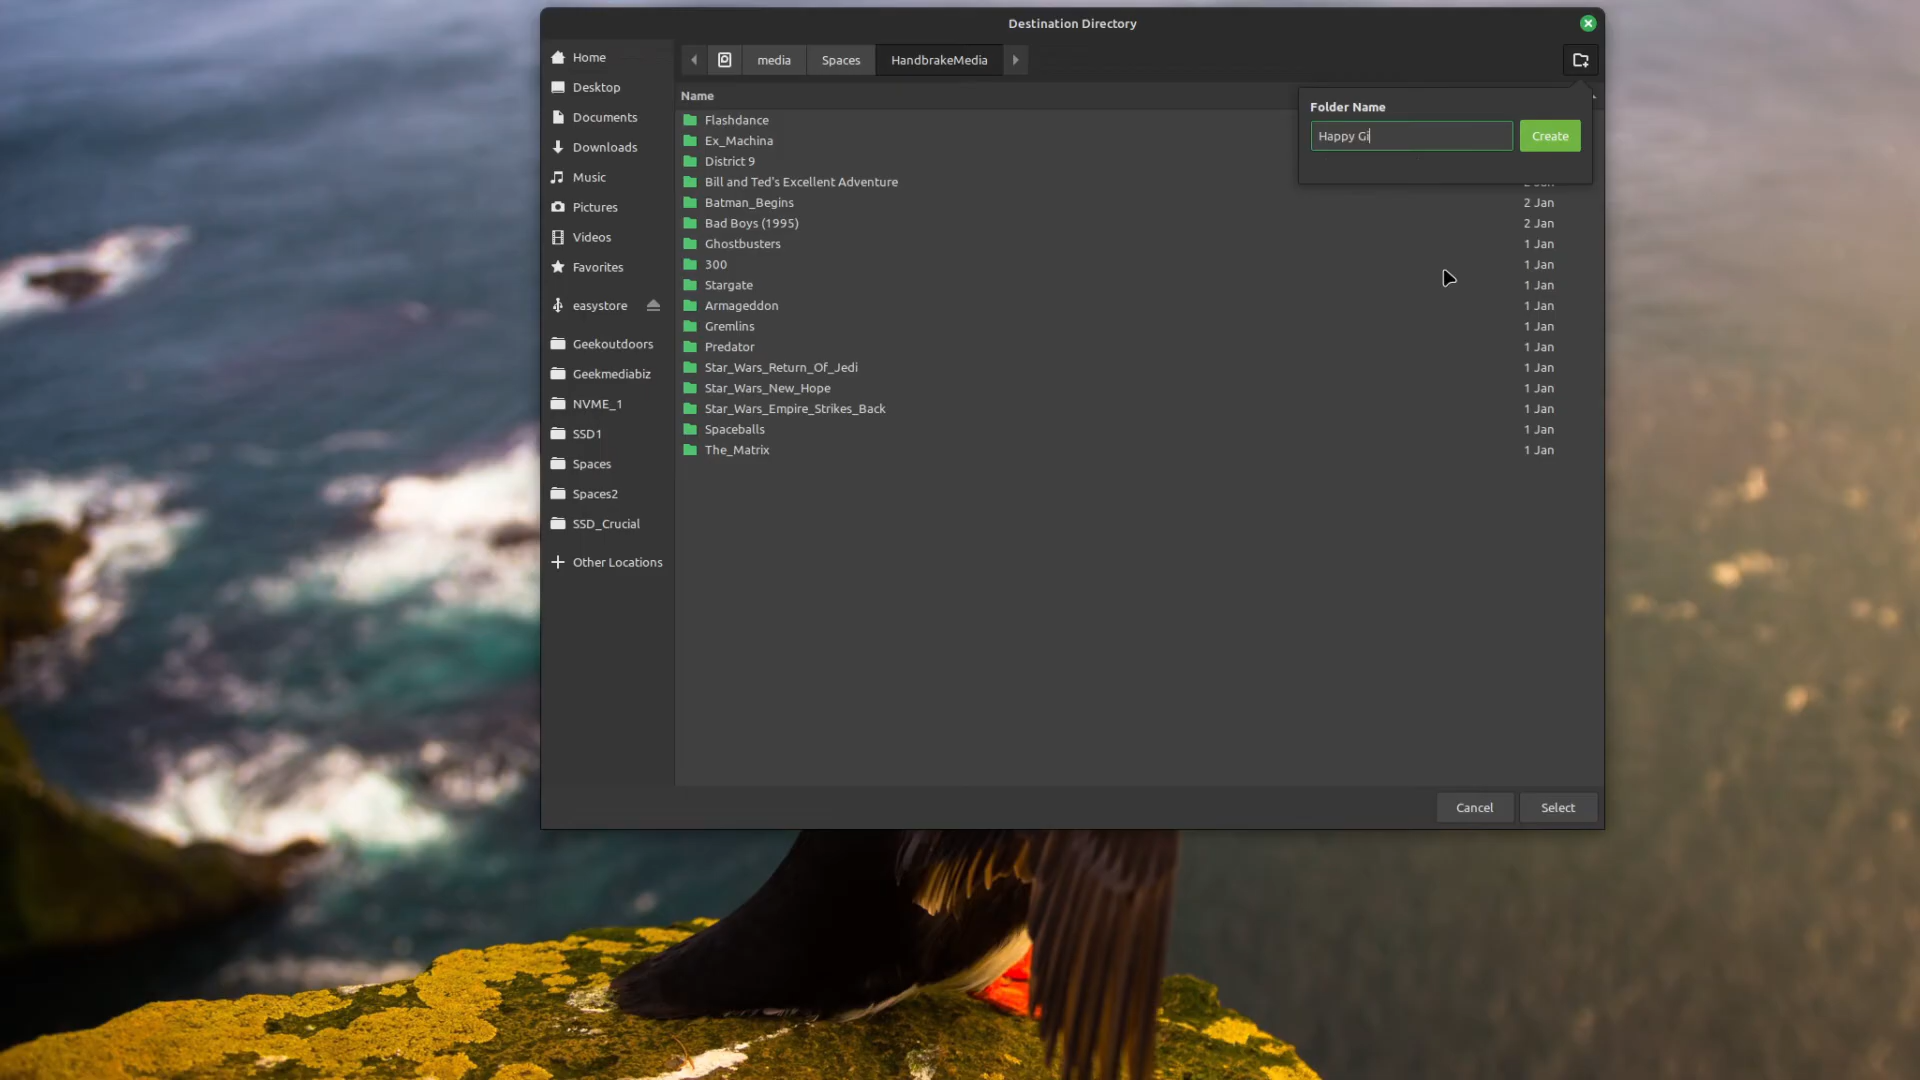 Destination Directory
Home
Desktop
Documents
Downloads
Music
Pictures
Videos
Favorites
easystore
Geekoutdoors
Geekmediabiz
NVME_1
SSD1
Spaces
Spaces2
SSD_Crucial
Other Locations
media
Spaces
HandbrakeMedia
Name
Folder Name
Happy Gi
Create
Flashdance
Ex_Machina
District 9
Bill and Ted's Excellent Adventure
Batman_Begins 2 Jan
Bad Boys (1995) 2 Jan
Ghostbusters 1 Jan
300 1 Jan
Stargate 1 Jan
Armageddon 1 Jan
Gremlins 1 Jan
Predator 1 Jan
Star_Wars_Return_Of_Jedi 1 Jan
Star_Wars_New_Hope 1 Jan
Star_Wars_Empire_Strikes_Back 1 Jan
Spaceballs 1 Jan
The_Matrix 1 Jan
Cancel
Select